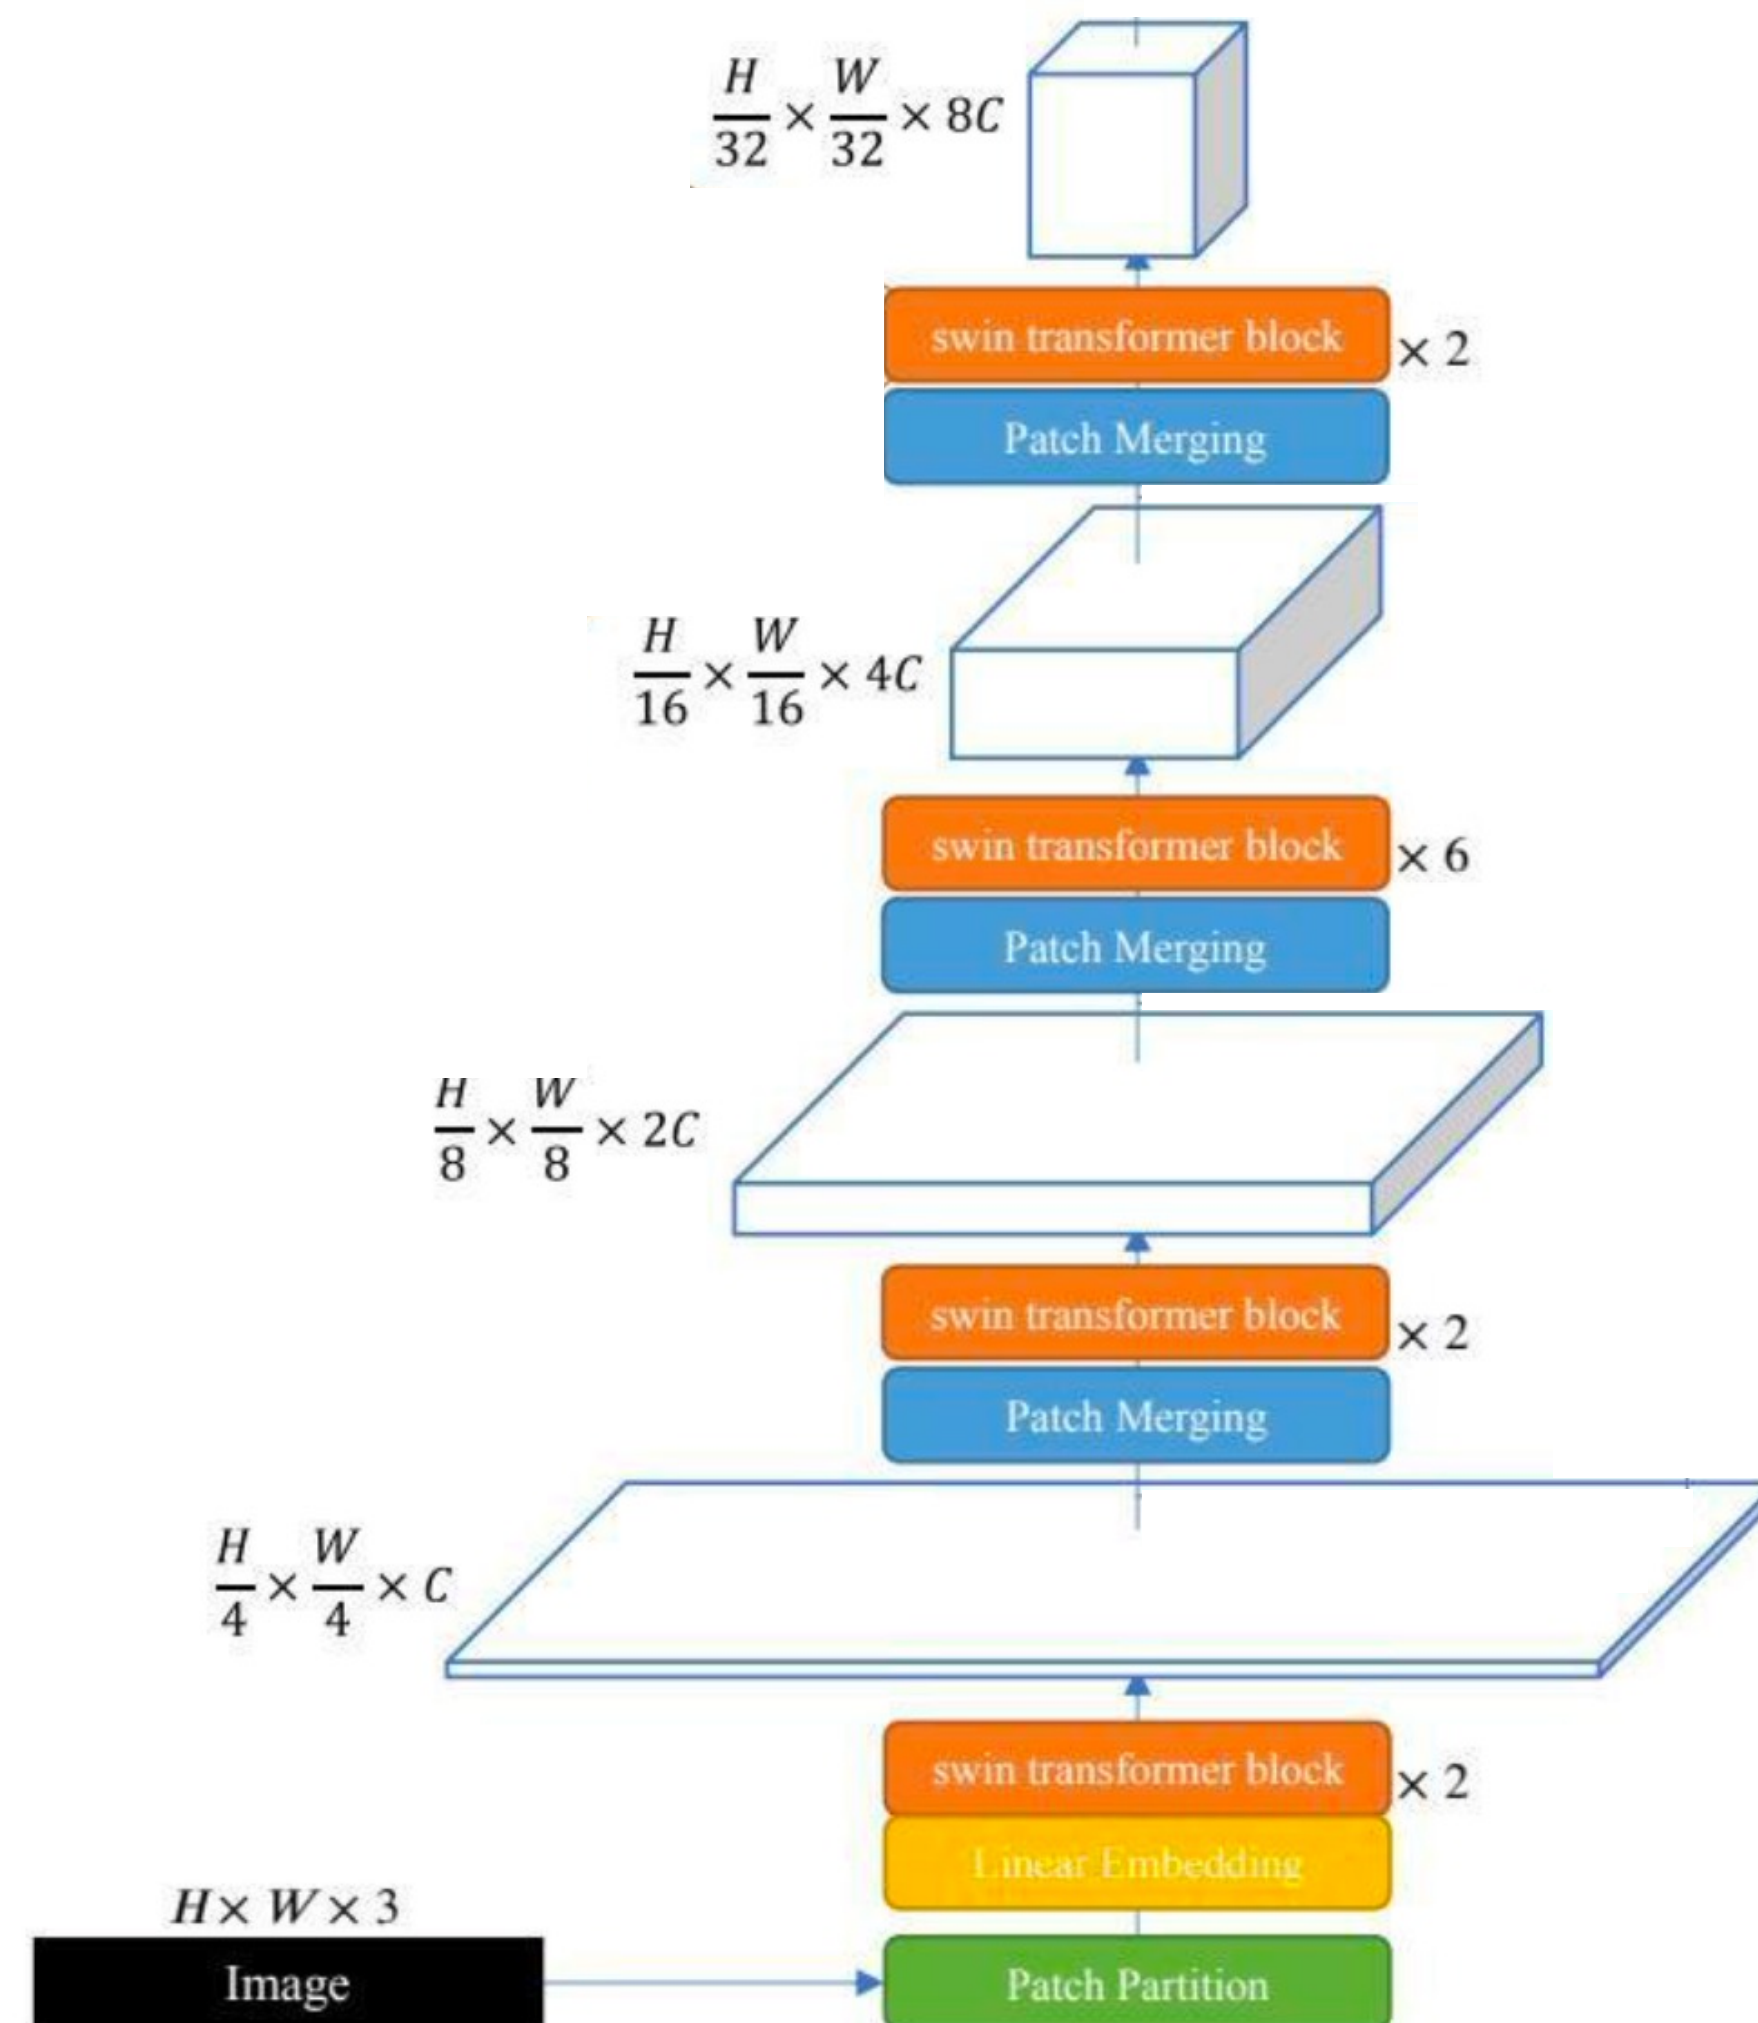 H/32 × W/32 × 8C
swin transformer block × 2
Patch Merging
H/16 × W/16 × 4C
swin transformer block × 6
Patch Merging
H/8 × W/8 × 2C
swin transformer block × 2
Patch Merging
H/4 × W/4 × C
swin transformer block × 2
Linear Embedding
H× W × 3
Image
Patch Partition